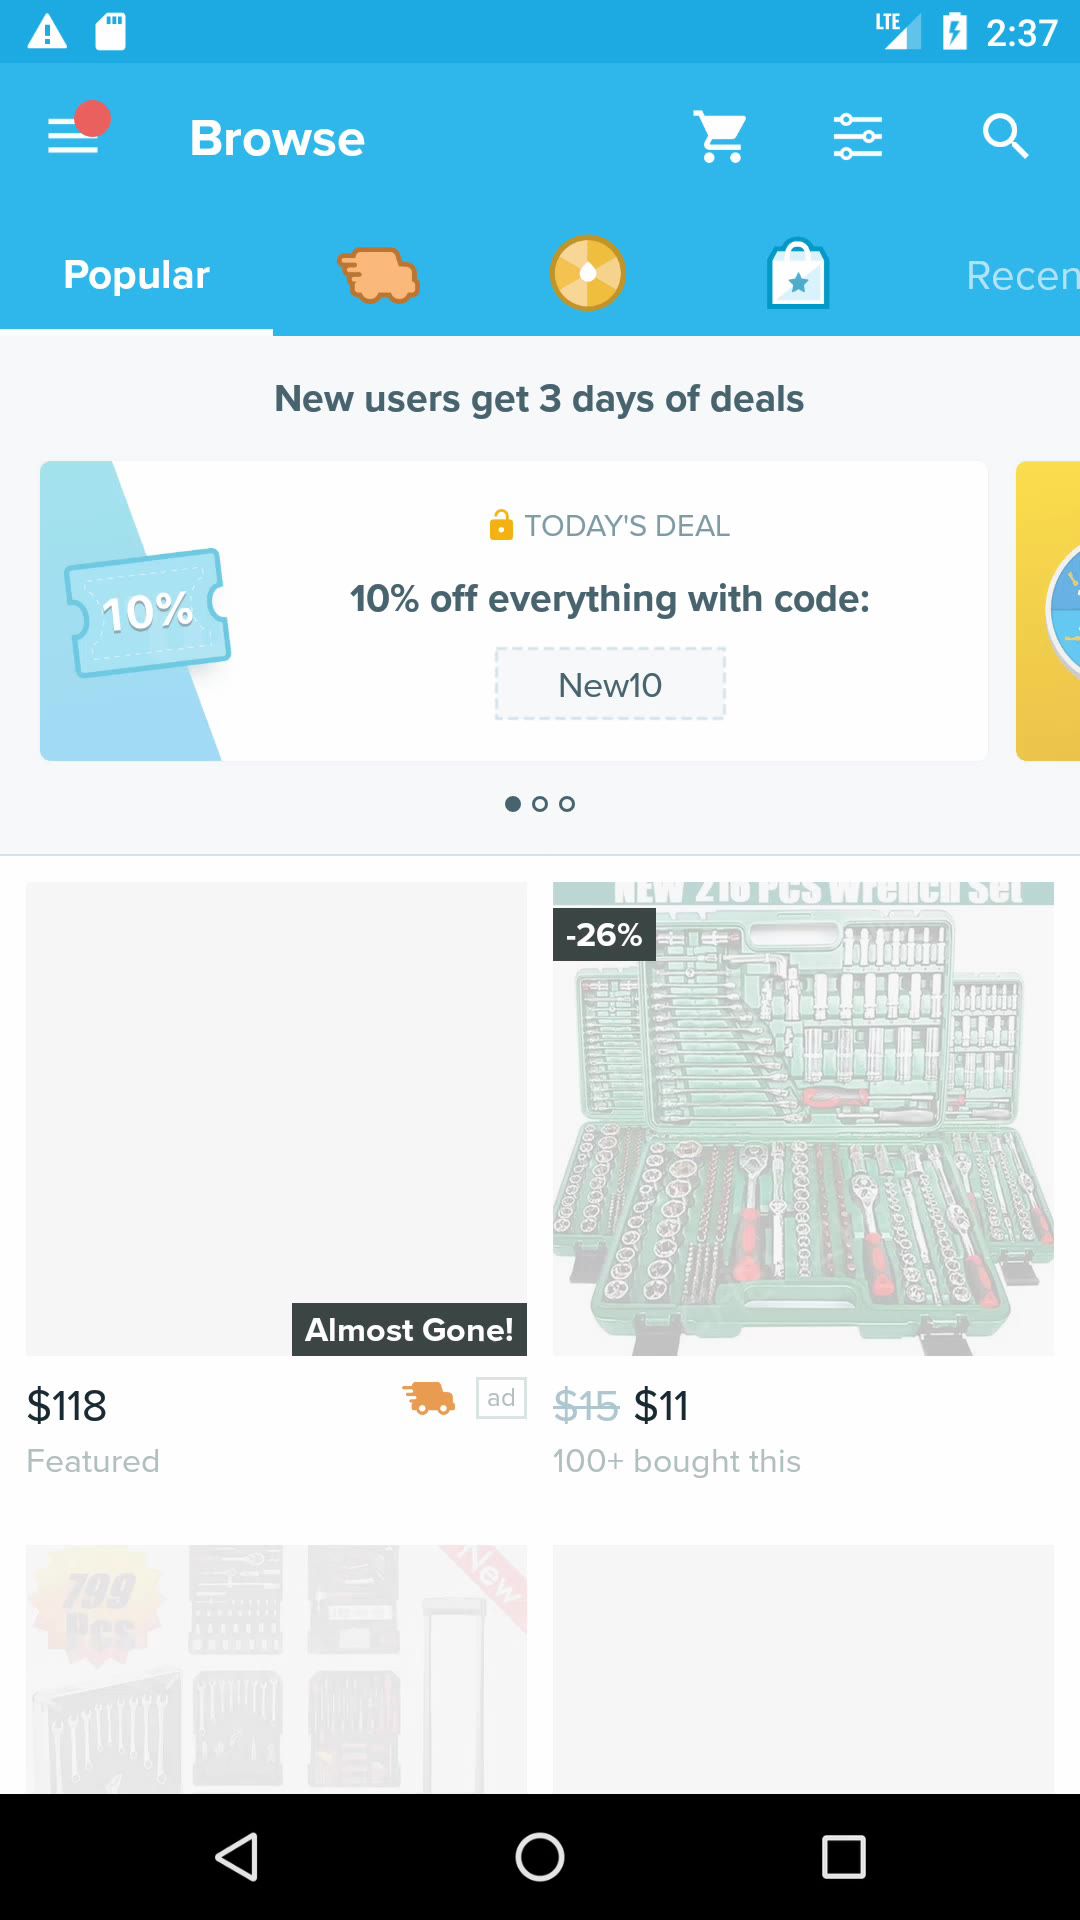 LTE 2:37
Browse
Popular
Recen
New users get 3 days of deals
TODAY'S DEAL
10%
10% off everything with code:
New10
NEW 216 PCS Wrench Set
-26%
Almost Gone!
$118
ad
$15 $11
Featured
100+ bought this
799
Pcs
New